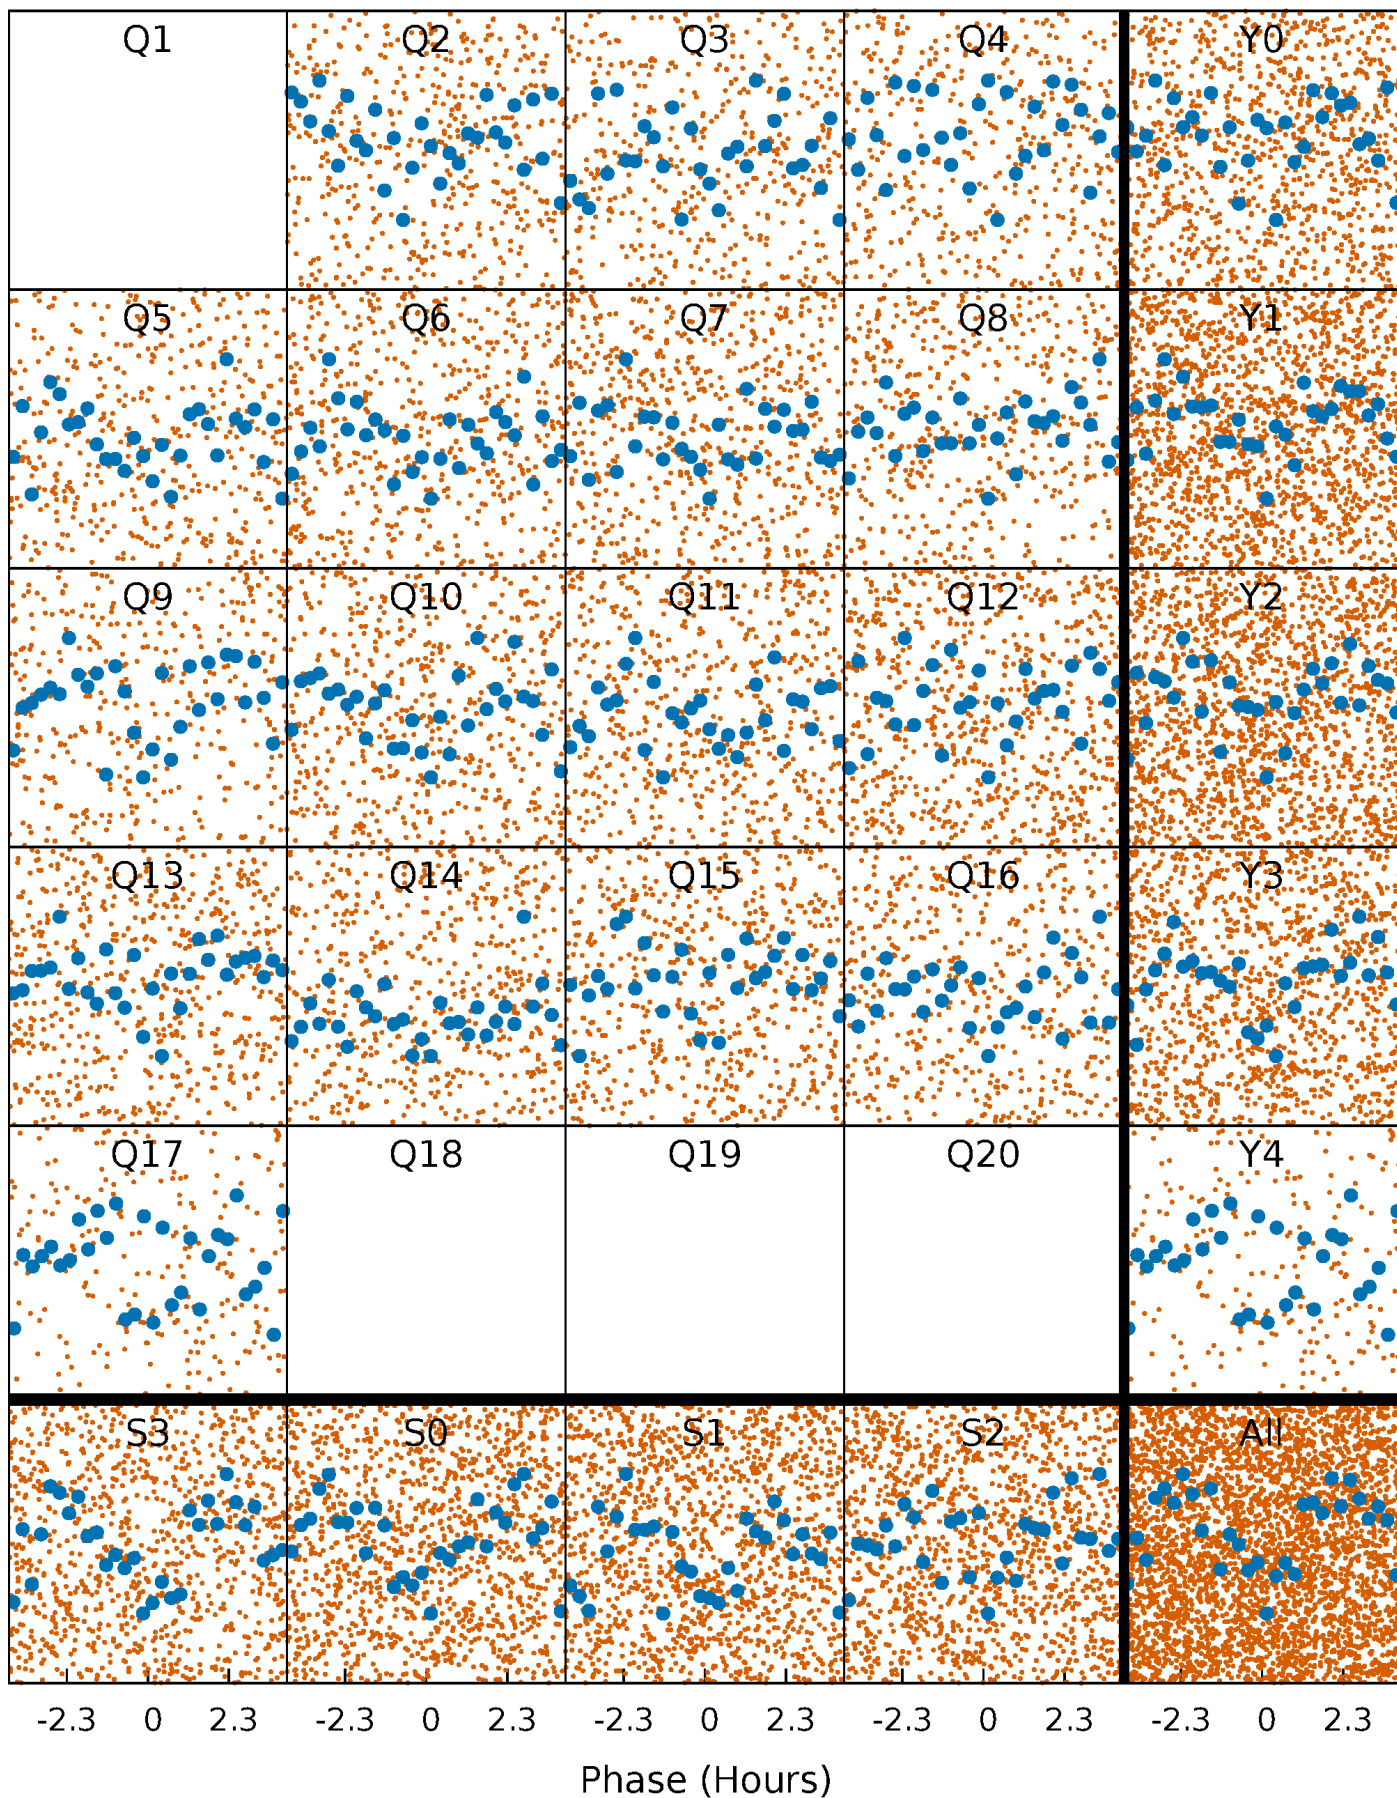 Q1 Q2 Q3 Q4 Y0
Q5 Q6 Q7 Q8 Y1
Q9 Q10 Q11 Q12 Y2
Q13 Q14 Q15 Q16 Y3
Q17 Q18 Q19 Q20 Y4
S3 S0 S1 S2 All
-2.3 0 2.3 -2.3 0 2.3 -2.3 0 2.3 -2.3 0 2.3 -2.3 0 2.3
Phase (Hours)